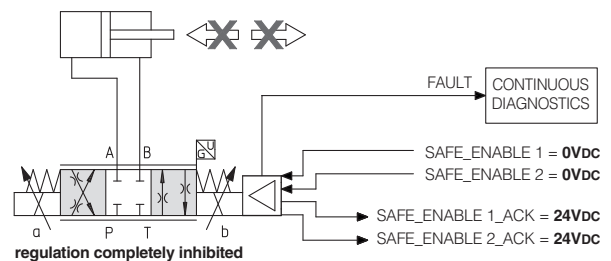 FAULT
CONTINUOUS
DIAGNOSTICS
A B
G U
SAFE_ENABLE 1 = 0VDC
SAFE_ENABLE 2 = 0VDC
SAFE_ENABLE 1_ACK = 24VDC
SAFE_ENABLE 2_ACK = 24VDC
a P T b
regulation completely inhibited